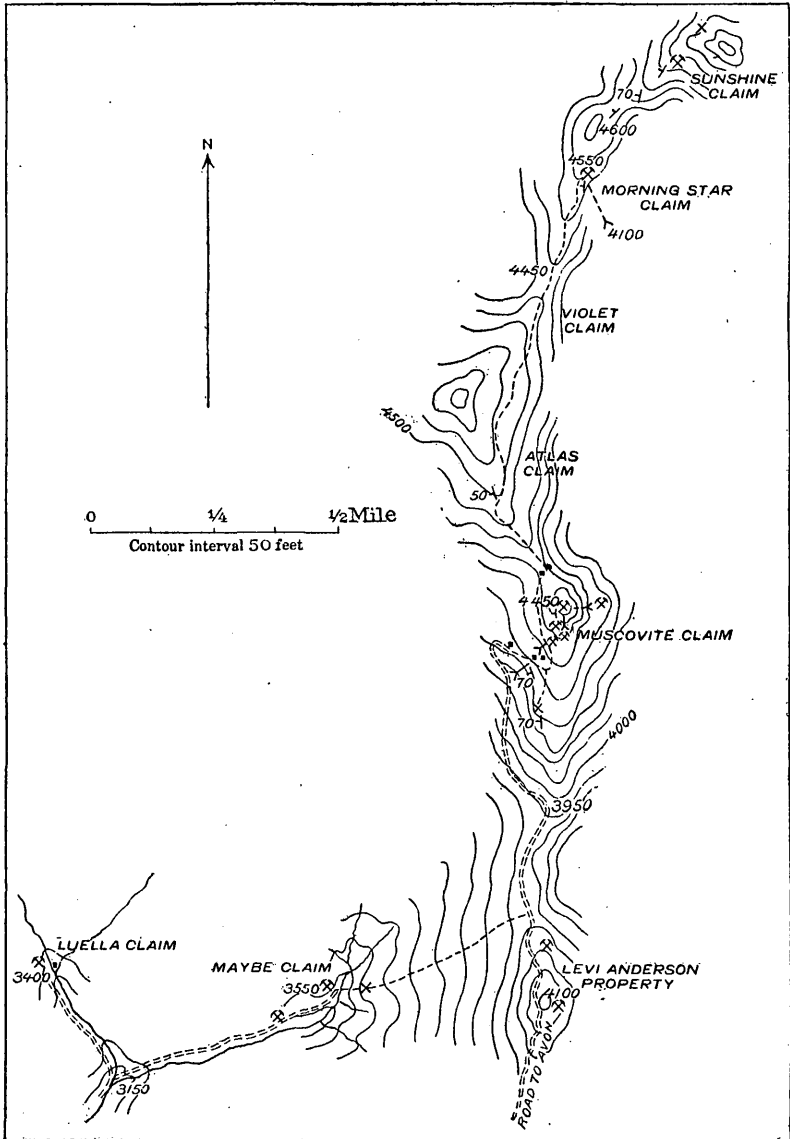 SUNSHINE
CLAIM
70
4600
4550
MORNING STAR
CLAIM
4100
N
4450
VIOLET
CLAIM
4500
ATLAS
CLAIM
50
0 1/4 1/2 Mile
Contour interval 50 feet
4450
MUSCOVITE CLAIM
70
70
4000
3950
LUELLA CLAIM
3400
MAYBE CLAIM
3550
LEVI ANDERSON
PROPERTY
4100
3150
ROAD TO AVON